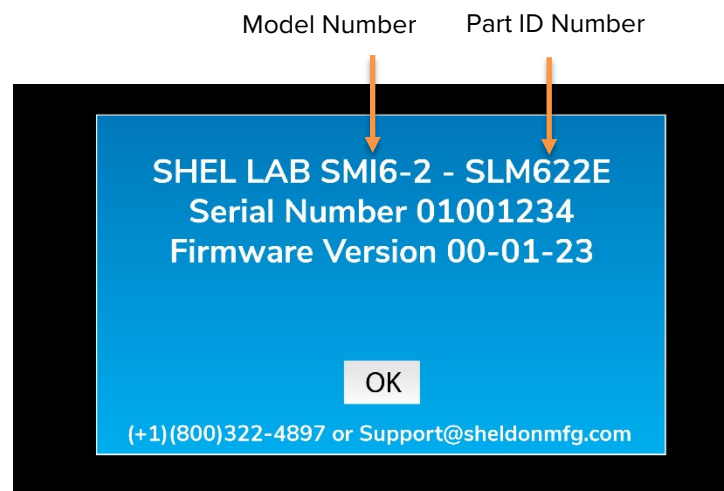 Model Number Part ID Number
SHEL LAB SMI6-2 - SLM622E
Serial Number 01001234
Firmware Version 00-01-23
OK
(+1)(800)322-4897 or Support@sheldonmfg.com